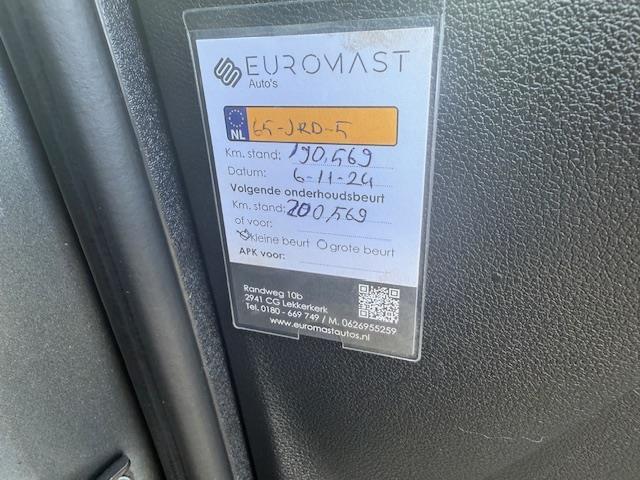 EUROMAST
Auto's
NL 65-JRD-5
Km. stand: 190,569
Datum: 6-11-24
Volgende onderhoudsbeurt
Km. stand: 200,569
of voor:
kleine beurt grote beurt
APK voor:
Randweg 10b
2941 CG Lekkerkerk
Tel. 0180 - 669 749 / M. 0626955259
www.euromastautos.nl